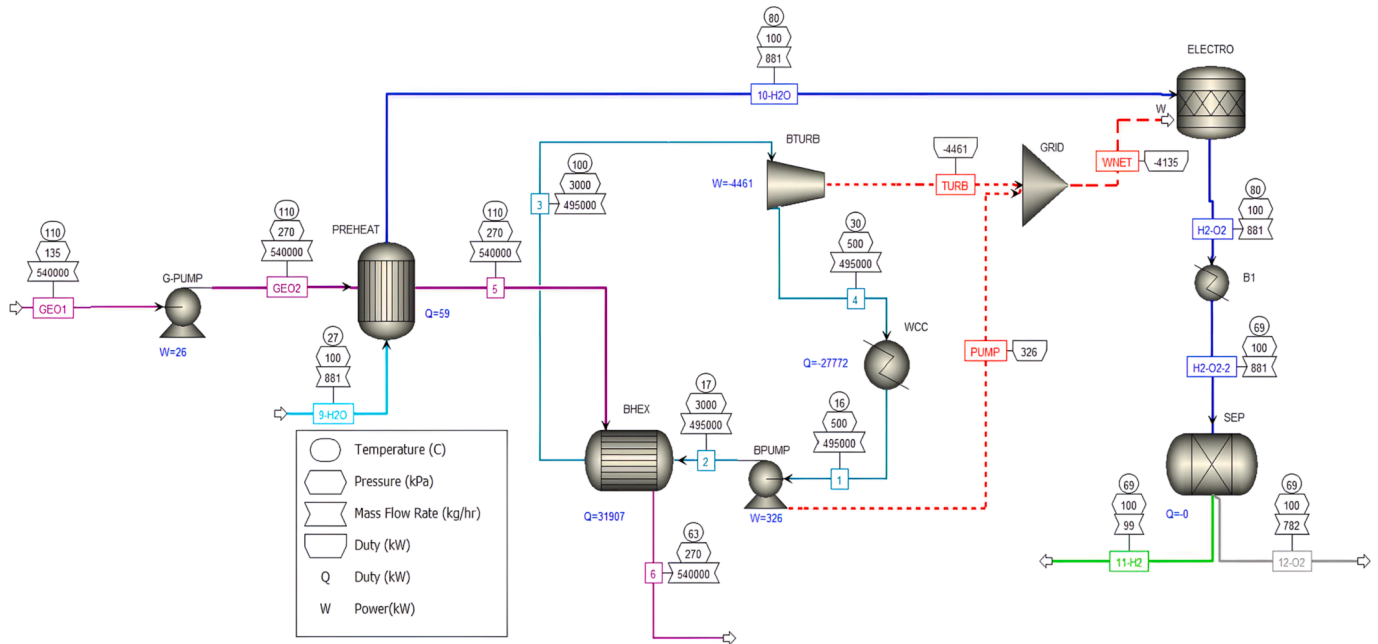 80
100
881
10-H2O
ELECTRO
W
BTURB
W=-4461
-4461
TURB
GRID
WNET
-4135
100
3000
495000
3
110
135
540000
GEO1
G-PUMP
W=26
110
270
540000
GEO2
PREHEAT
Q=59
110
270
540000
5
27
100
881
9-H2O
30
500
495000
4
WCC
Q=-27772
PUMP
326
80
100
881
H2-O2
B1
69
100
881
H2-O2-2
BHEX
Q=31907
17
3000
495000
2
BPUMP
W=326
16
500
495000
1
63
270
540000
6
SEP
Q=-0
69
100
99
11-H2
69
100
782
12-O2
Temperature (C)
Pressure (kPa)
Mass Flow Rate (kg/hr)
Duty (kW)
Q Duty (kW)
W Power(kW)